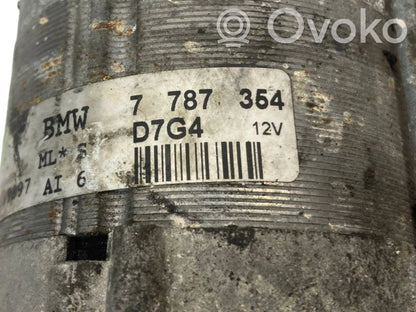 Ovoko
BMW 7 787 354
D7G4 12V
ML* S
AI 6